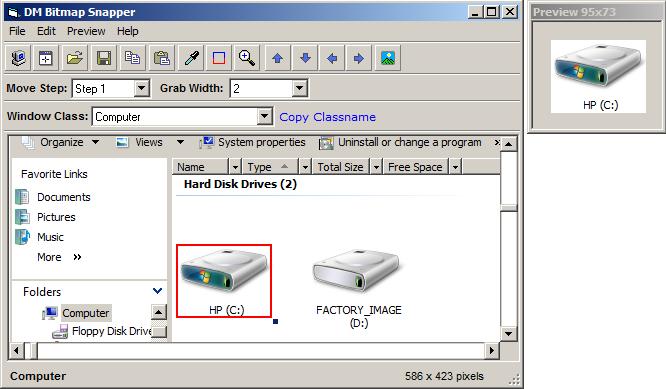 DM Bitmap Snapper
File Edit Preview Help
Move Step: Step 1 Grab Width: 2
Window Class: Computer Copy Classname
Organize Views System properties Uninstall or change a program »
Favorite Links
Documents
Pictures
Music
More »
Folders
Computer
Floppy Disk Drive
Name Type Total Size Free Space
Hard Disk Drives (2)
HP (C:)
FACTORY_IMAGE
(D:)
Computer 586 x 423 pixels
Preview 95x73
HP (C:)